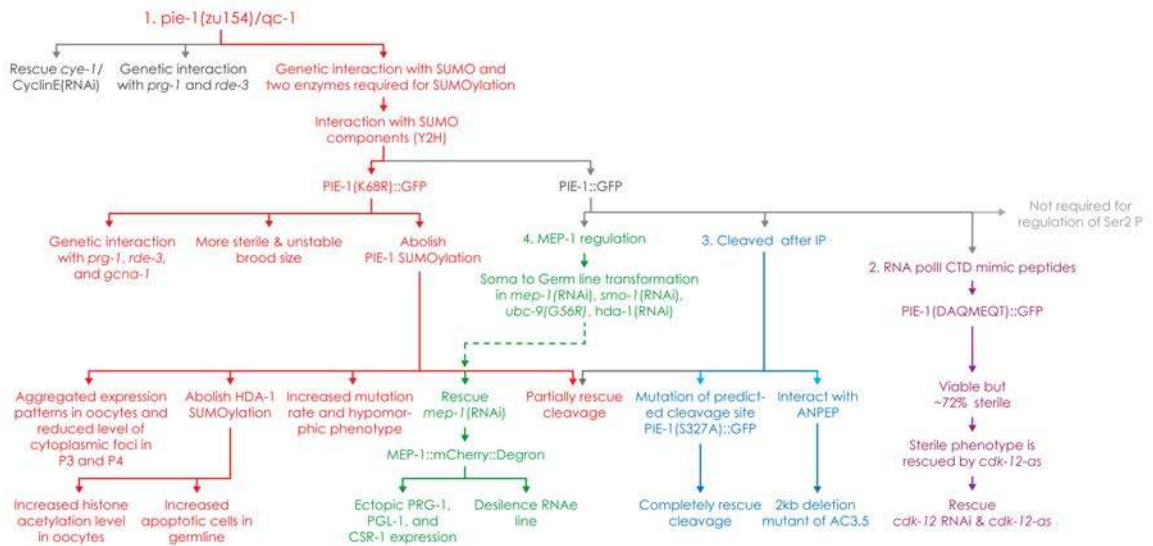 1. pie-1(zu154)/qc-1
Rescue cye-1/
CyclinE(RNAi)
Genetic interaction
with prg-1 and rde-3
Genetic interaction with SUMO and
two enzymes required for SUMOylation
Interaction with SUMO
components (Y2H)
PIE-1(K68R)::GFP
PIE-1::GFP
Not required for
regulation of Ser2 P
Genetic interaction
with prg-1, rde-3,
and gcna-1
More sterile & unstable
brood size
Abolish
PIE-1 SUMOylation
4. MEP-1 regulation
3. Cleaved after IP
2. RNA polII CTD mimic peptides
Soma to Germ line transformation
in mep-1(RNAi), smo-1(RNAi),
ubc-9(G56R), hda-1(RNAi)
PIE-1(DAQMEQT)::GFP
Aggregated expression
patterns in oocytes and
reduced level of
cytoplasmic foci in
P3 and P4
Abolish HDA-1
SUMOylation
Increased mutation
rate and hypomor-
phic phenotype
Rescue
mep-1(RNAi)
Partially rescue
cleavage
Mutation of predict-
ed cleavage site
PIE-1(S327A)::GFP
Interact with
ANPEP
Viable but
~72% sterile
MEP-1::mCherry::Degron
Sterile phenotype is
rescued by cdk-12-as
Increased histone
acetylation level
in oocytes
Increased
apoptotic cells in
germline
Ectopic PRG-1,
PGL-1, and
CSR-1 expression
Desilence RNAe
line
Completely rescue
cleavage
2kb deletion
mutant of AC3.5
Rescue
cdk-12 RNAi & cdk-12-as